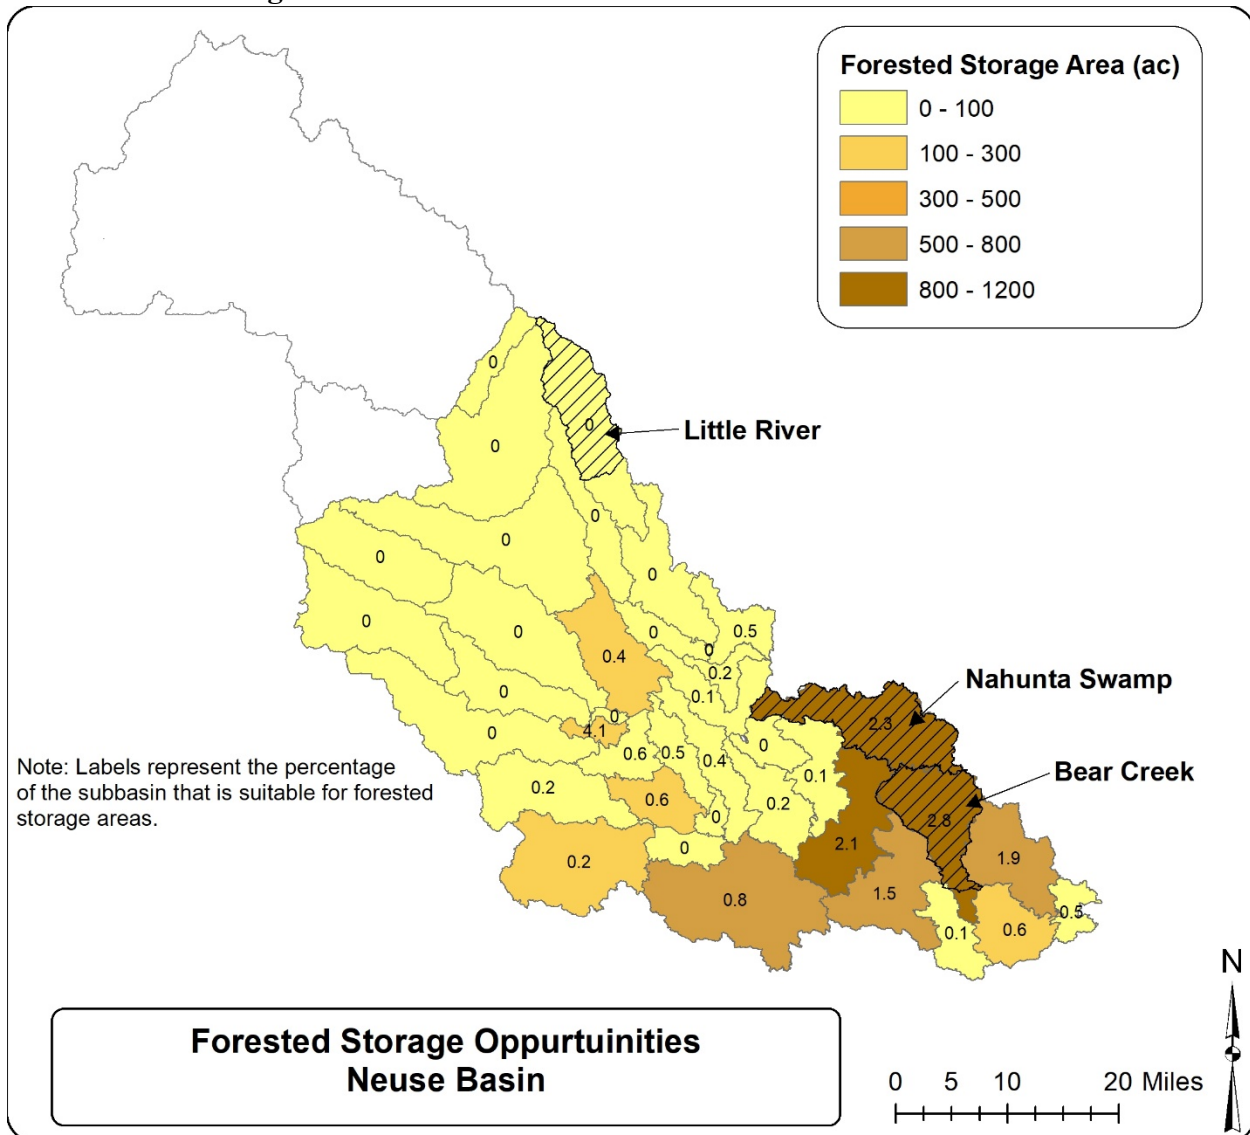 Forested Storage Area (ac)
0 - 100
100 - 300
300 - 500
500 - 800
800 - 1200
0
0
0
Little River
0
0
0
0
0
0
0
0.5
0
0.4
0.2
0.1
0
0
4.1
0
Nahunta Swamp
2.3
0.6
0.5
0.4
0
0.1
Bear Creek
Note: Labels represent the percentage
of the subbasin that is suitable for forested
storage areas.
0.2
0.6
0.2
0
2.8
2.1
0
0.2
1.9
0.8
1.5
0.5
0.1
0.6
N
Forested Storage Oppurtuinities
Neuse Basin
0 5 10 20 Miles